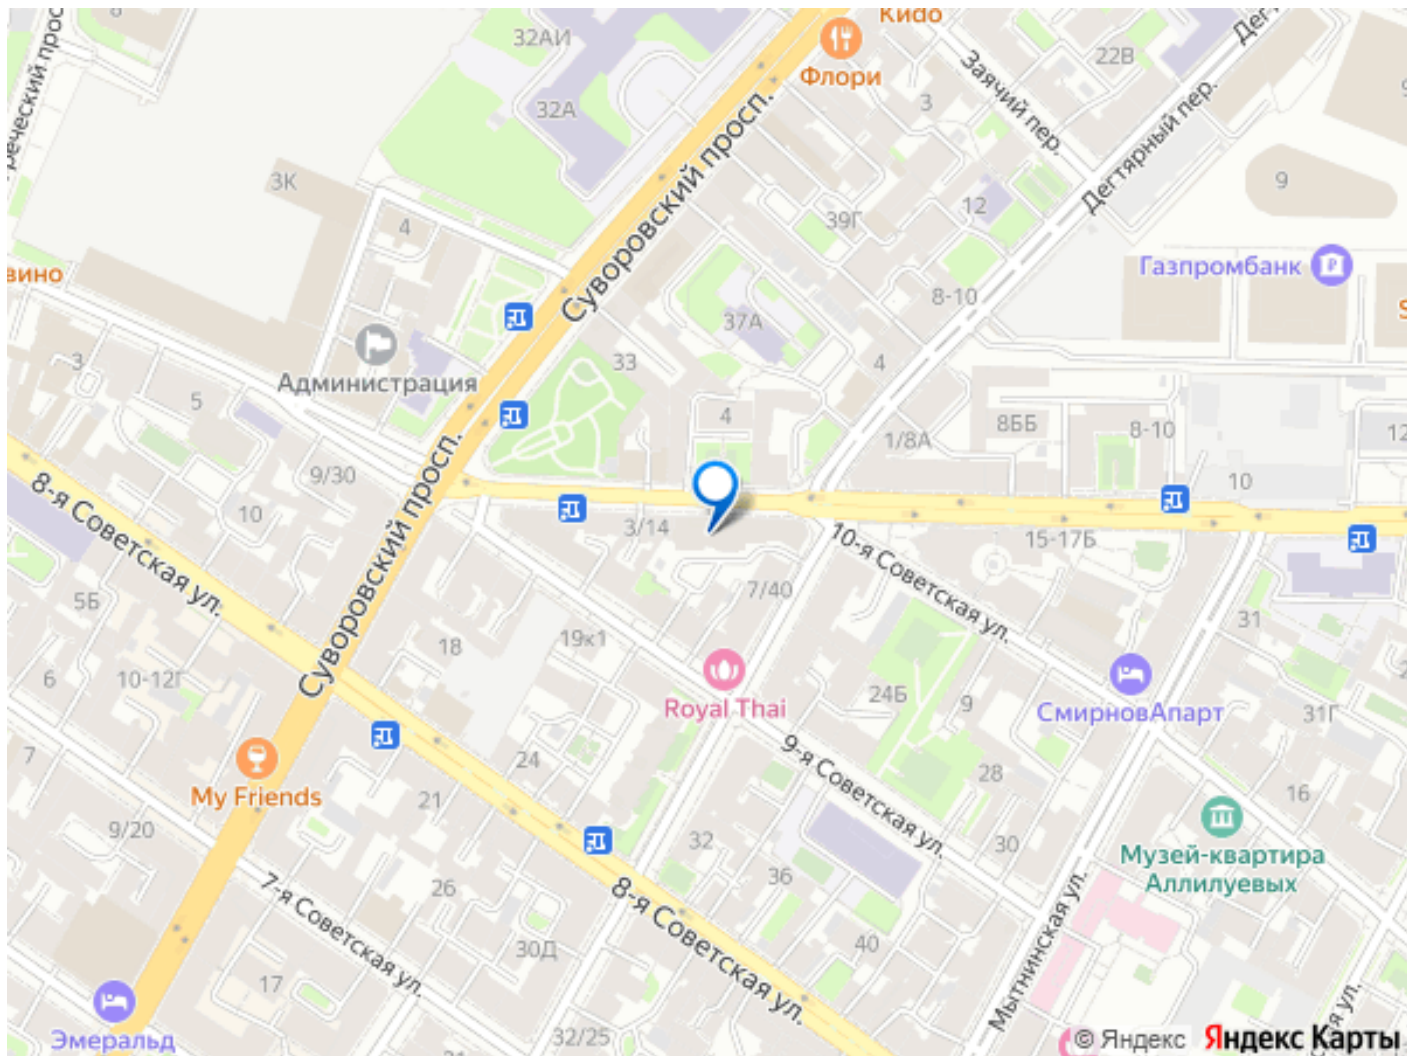 Кидо
32АИ
Флори
22В
Дег
Заячий пер.
3
32А
Дегтярный пер.
Суворовский просп.
3К
9
12
39Г
4
Газпромбанк
вино
8-10
37А
33
4
3
Администрация
5
4
8ББ
8-10
12
1/8А
9/30
10
8-я Советская ул.
10
Суворовский просп.
3/14
10-я Советская ул.
15-17Б
5Б
7/40
31
18
19к1
6
10-12Г
24Б
9
Royal Thai
СмирновАпарт
31Г
7
24
9-я Советская ул.
28
My Friends
21
16
9/20
32
30
Музей-квартира
Аллилуевых
26
36
7-я Советская ул.
8-я Советская ул.
Мытнинская ул.
30Д
40
17
Эмеральд
32/25
я ул.
© Яндекс Яндекс Карты